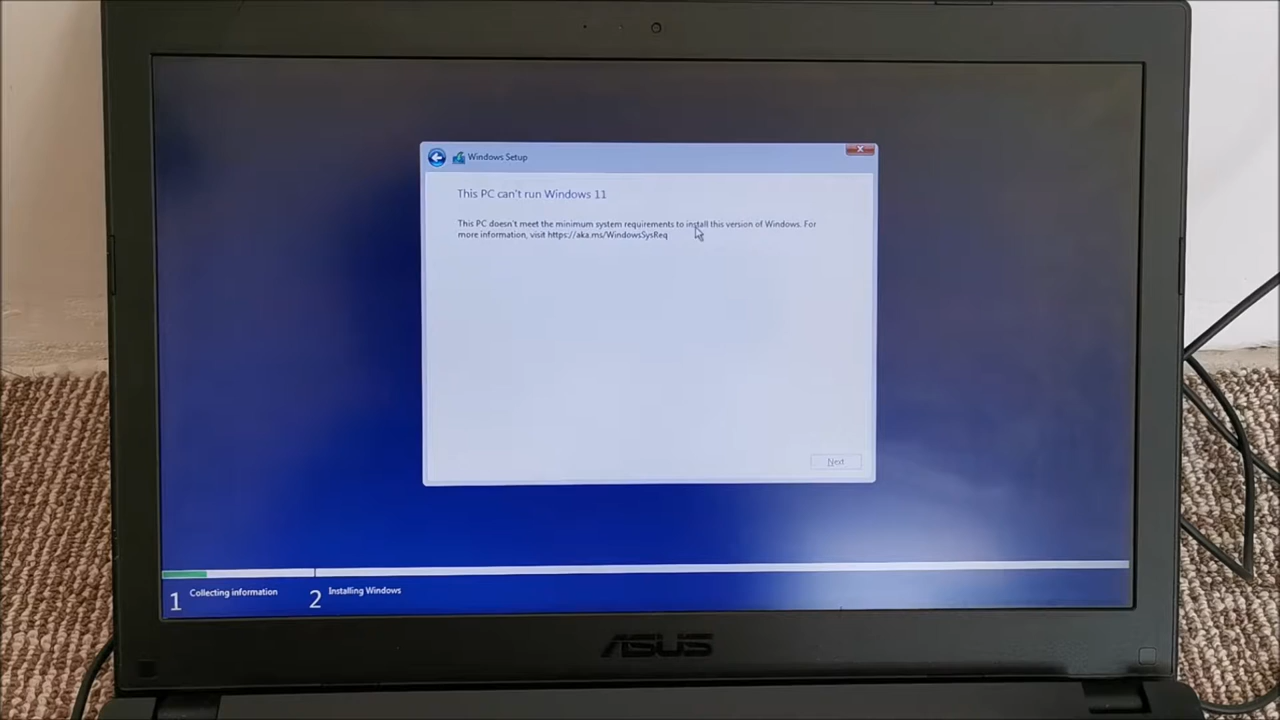 Windows Setup
This PC can't run Windows 11
This PC doesn't meet the minimum system requirements to install this version of Windows. For
more information, visit https://aka.ms/WindowsSysReq
Next
1 Collecting information
2 Installing Windows
ASUS